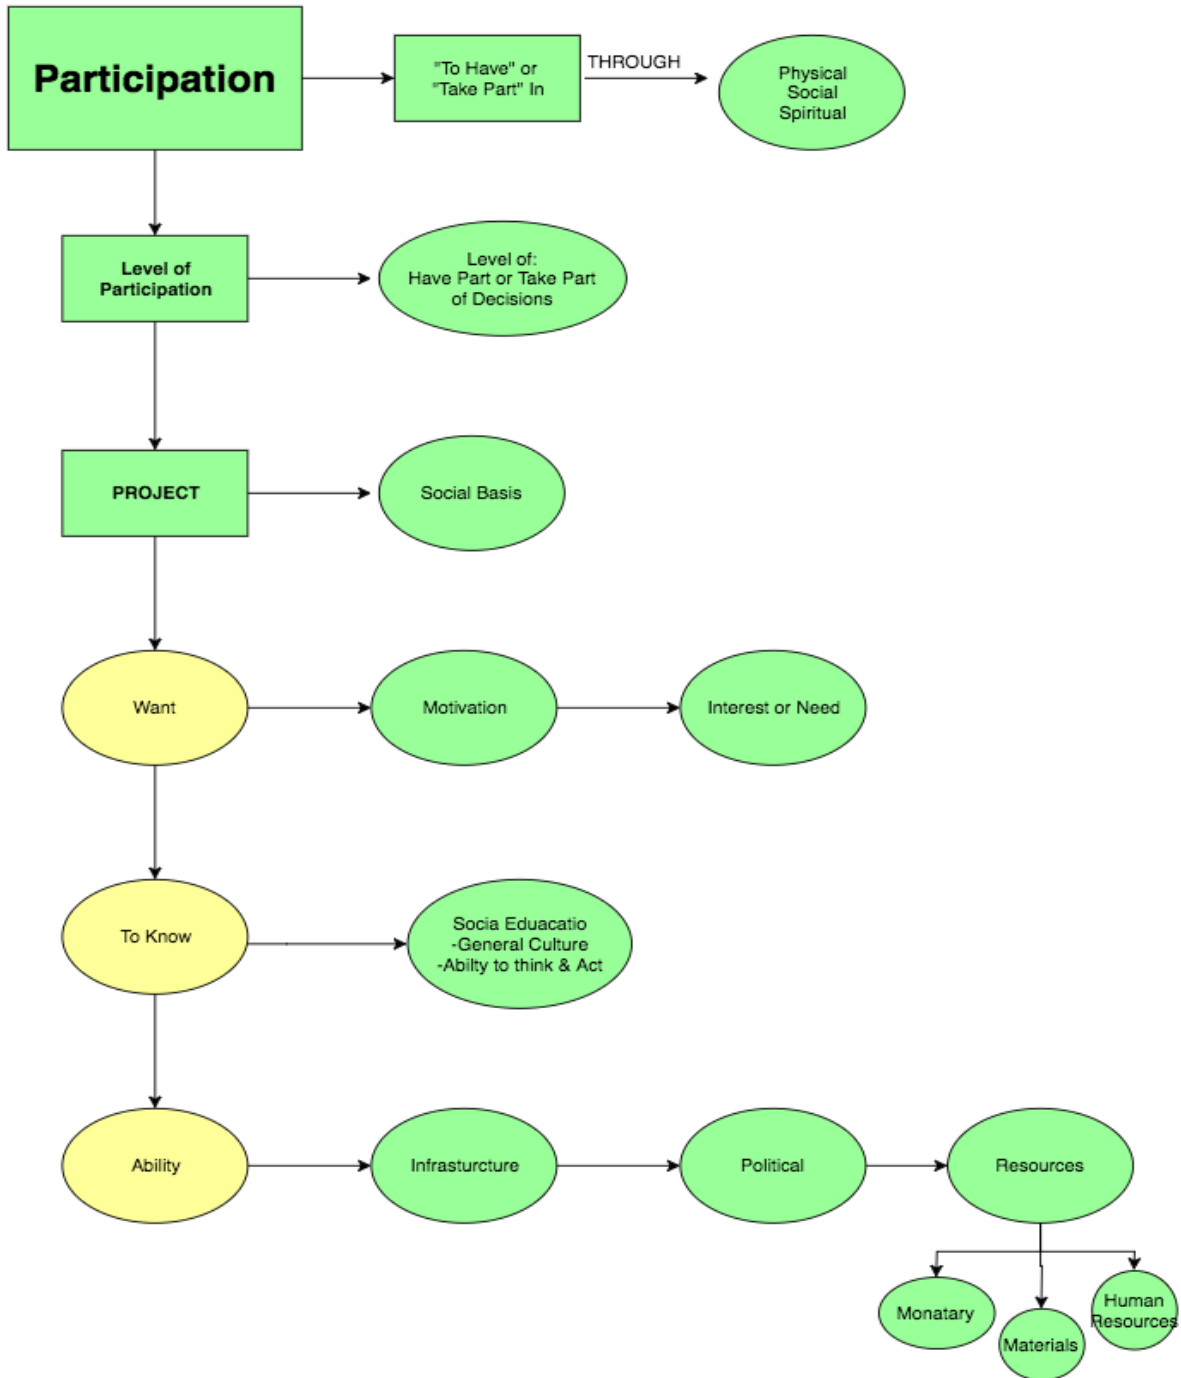 Participation
"To Have" or
"Take Part" In
THROUGH
Physical
Social
Spiritual
Level of
Participation
Level of:
Have Part or Take Part
of Decisions
PROJECT
Social Basis
Want
Motivation
Interest or Need
To Know
Socia Eduacatio
-General Culture
-Abilty to think & Act
Ability
Infrasturcture
Political
Resources
Monatary
Materials
Human
Resources